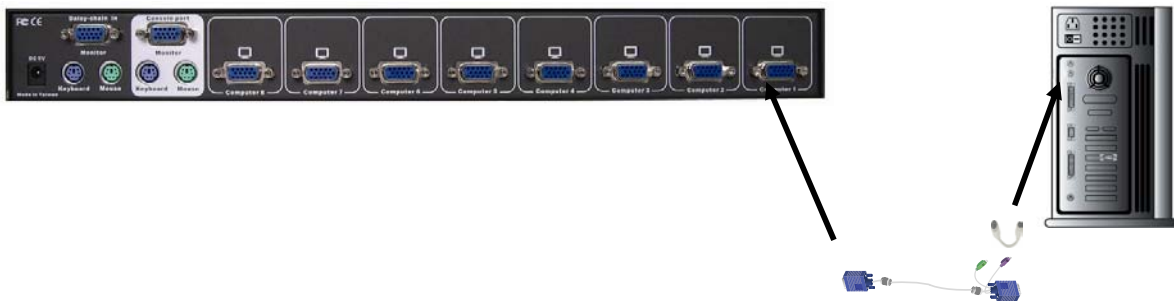 FC CE
Daisy-chain in
Console port
Monitor
Monitor
DC 5V
Keyboard
Mouse
Keyboard
Mouse
Computer 8
Computer 7
Computer 6
Computer 5
Computer 4
Computer 3
Computer 2
Computer 1
Made in Taiwan